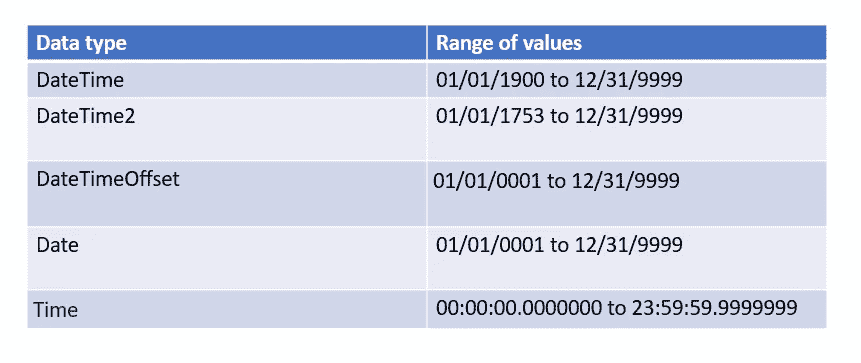 Data type Range of values
DateTime 01/01/1900 to 12/31/9999
DateTime2 01/01/1753 to 12/31/9999
DateTimeOffset 01/01/0001 to 12/31/9999
Date 01/01/0001 to 12/31/9999
Time 00:00:00.0000000 to 23:59:59.9999999